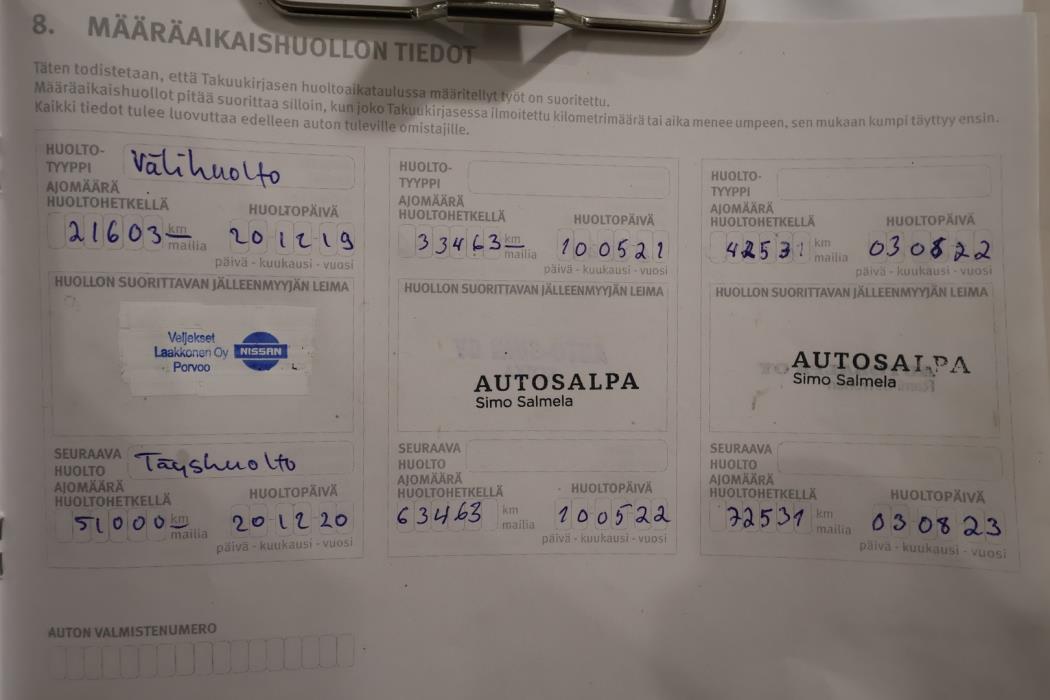 8. MÄÄRÄAIKAISHUOLLON TIEDOT
Täten todistetaan, että Takuukirjasen huoltoaikataulussa määritellyt työt on suoritettu.
Määräaikaishuollot pitää suorittaa silloin, kun joko Takuukirjasessa ilmoitettu kilometrimäärä tai aika menee umpeen, sen mukaan kumpi täyttyy ensin.
Kaikki tiedot tulee luovuttaa edelleen auton tuleville omistajille.
HUOLTO-
TYYPPI Välihuolto
AJOMÄÄRÄ
HUOLTOHETKELLÄ HUOLTOPÄIVÄ
21603 km 20 12 19
mailia
päivä - kuukausi - vuosi
HUOLLON SUORITTAVAN JÄLLEENMYYJÄN LEIMA
Veljekset
Laakkonen Oy NISSAN
Porvoo
SEURAAVA
HUOLTO Täyshuolto
AJOMÄÄRÄ
HUOLTOHETKELLÄ HUOLTOPÄIVÄ
51000 km 20 12 20
mailia
päivä - kuukausi - vuosi
HUOLTO-
TYYPPI
AJOMÄÄRÄ
HUOLTOHETKELLÄ HUOLTOPÄIVÄ
33463 km 100521
mailia
päivä - kuukausi - vuosi
HUOLLON SUORITTAVAN JÄLLEENMYYJÄN LEIMA
AUTOSALPA
Simo Salmela
SEURAAVA
HUOLTO
AJOMÄÄRÄ
HUOLTOHETKELLÄ HUOLTOPÄIVÄ
63463 km 100522
mailia
päivä - kuukausi - vuosi
HUOLTO-
TYYPPI
AJOMÄÄRÄ
HUOLTOHETKELLÄ HUOLTOPÄIVÄ
42531 km 030822
mailia
päivä - kuukausi - vuosi
HUOLLON SUORITTAVAN JÄLLEENMYYJÄN LEIMA
AUTOSALPA
Simo Salmela
SEURAAVA
HUOLTO
AJOMÄÄRÄ
HUOLTOHETKELLÄ HUOLTOPÄIVÄ
72531 km 030823
mailia
päivä - kuukausi - vuosi
AUTON VALMISTENUMERO